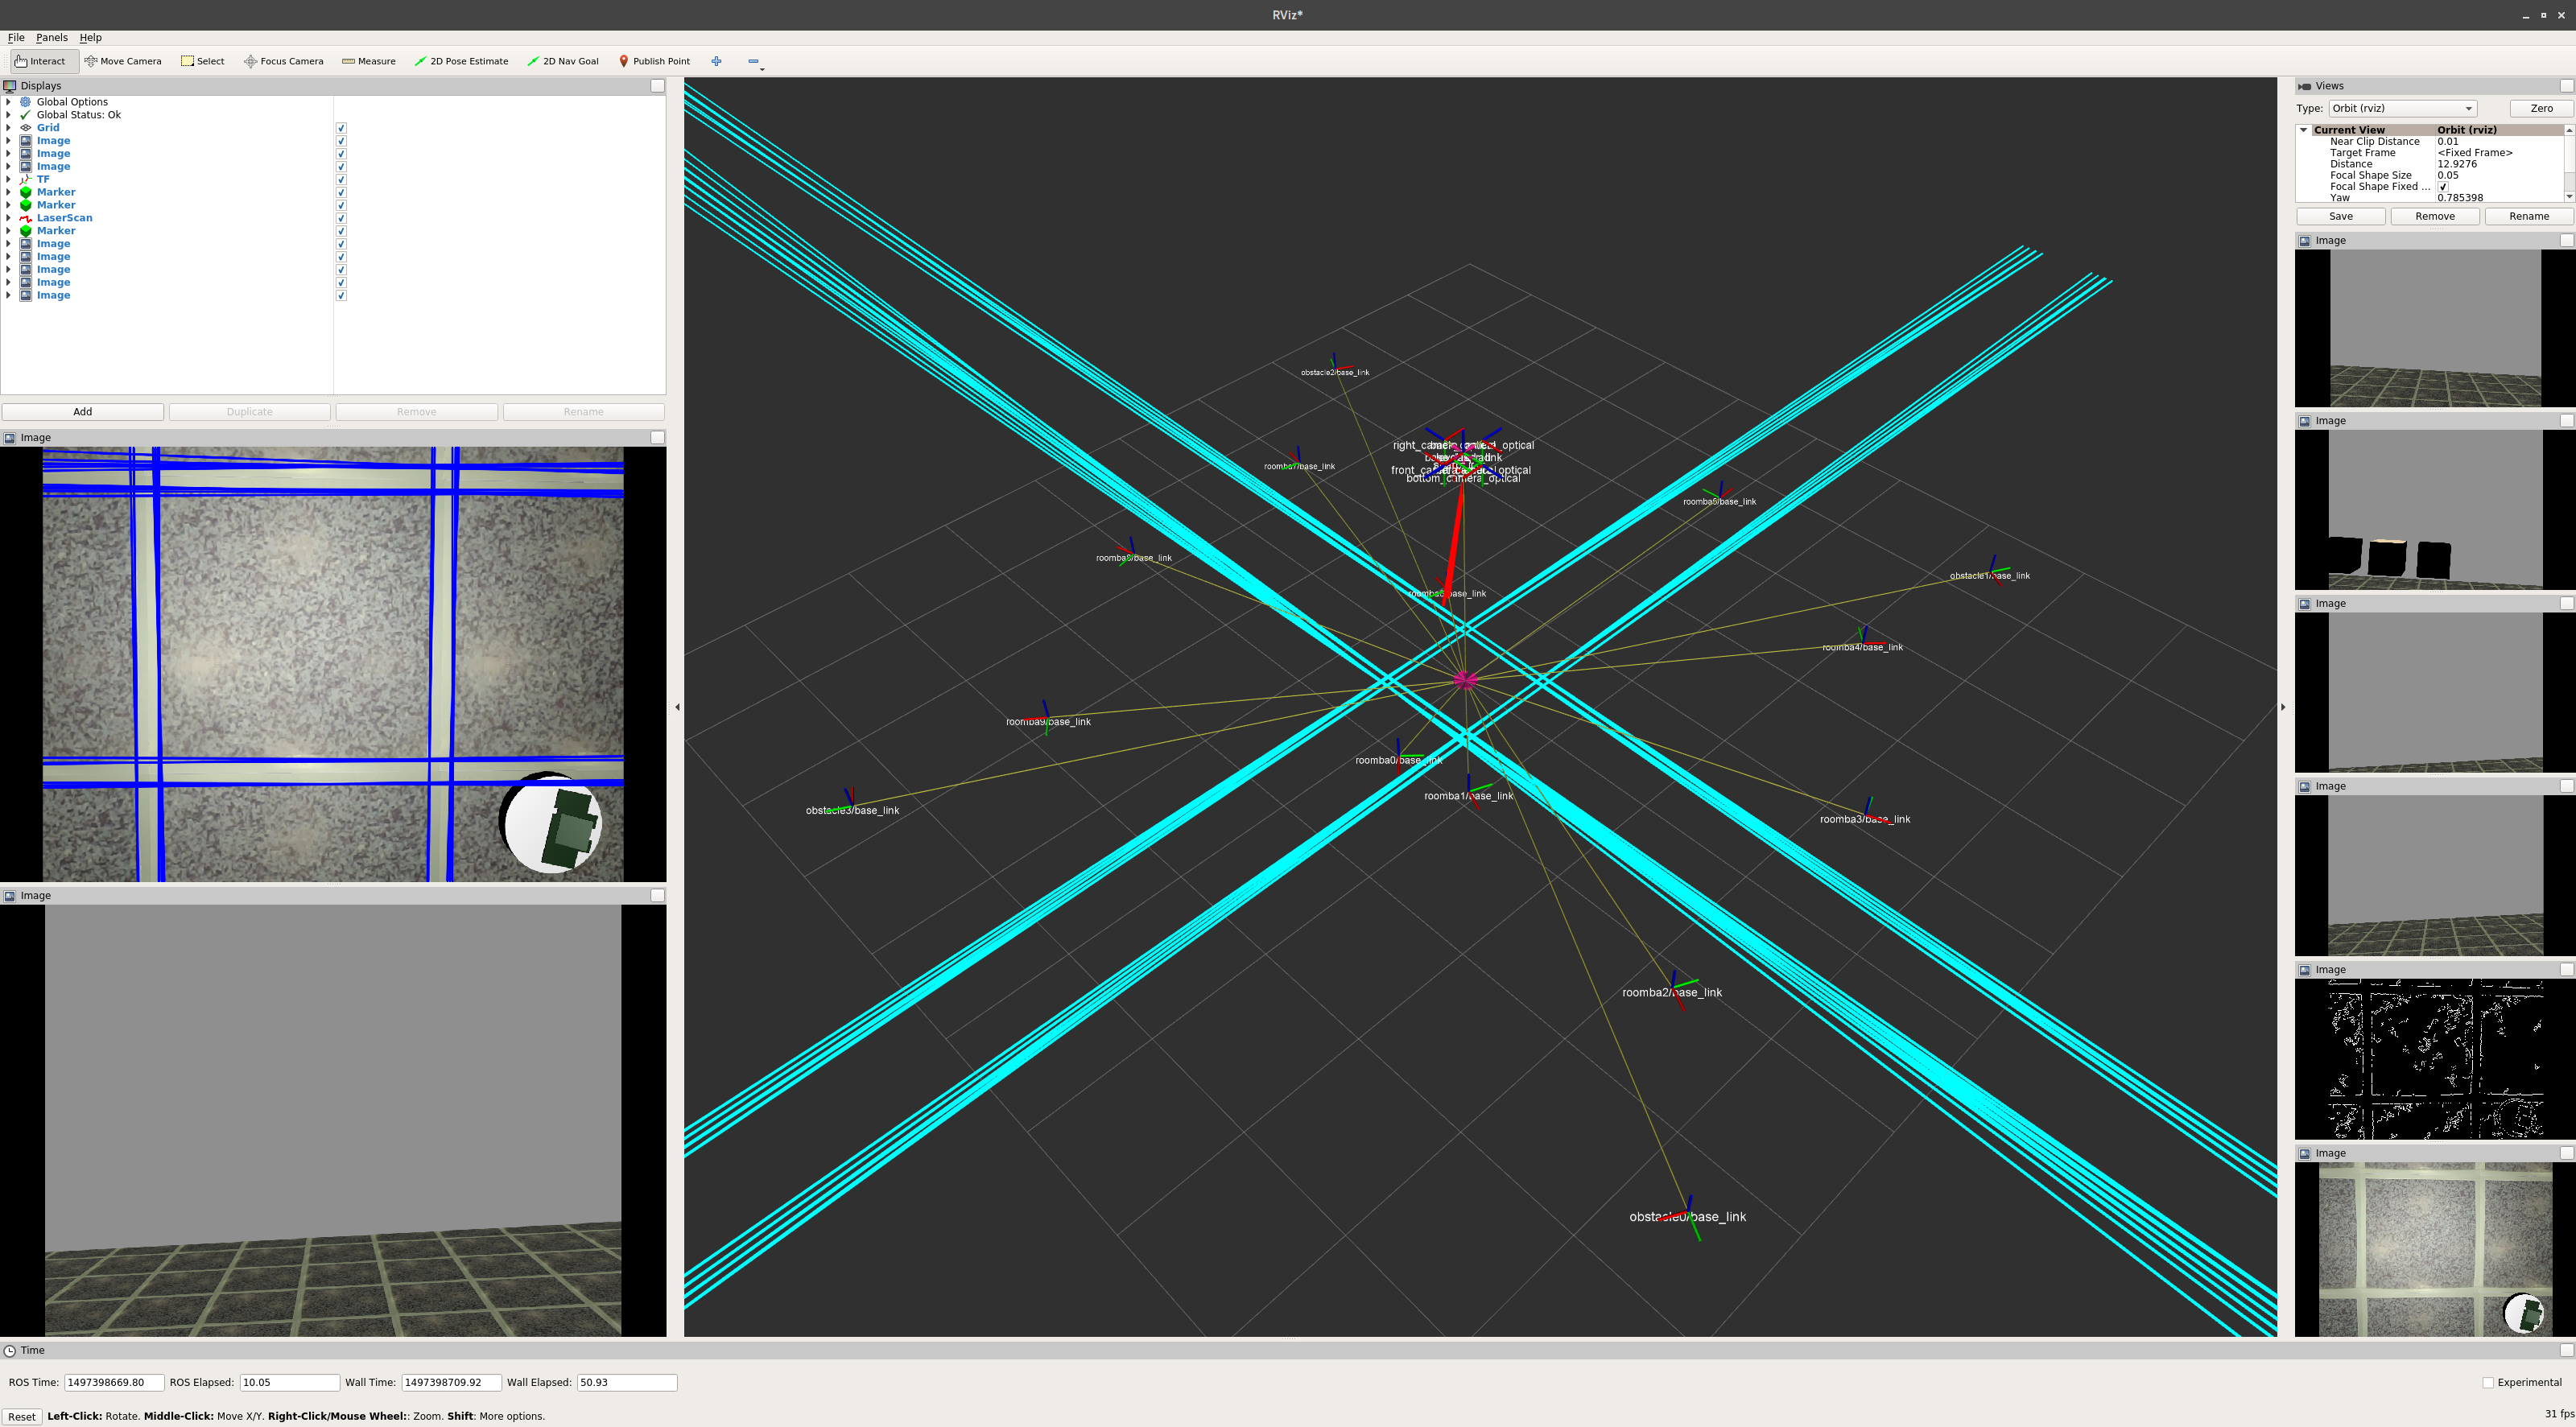 RViz*
File Panels Help
Interact Move Camera Select Focus Camera Measure 2D Pose Estimate 2D Nav Goal Publish Point
Displays
Global Options
Global Status: Ok
Grid
Image
Image
Image
TF
Marker
Marker
LaserScan
Marker
Image
Image
Image
Image
Image
Add Duplicate Remove Rename
Image
Image
obstacle2/base_link
right_camera_optical
front_camera_optical
bottom_camera_optical
base_link
roomba5/base_link
obstacle1/base_link
roomba4/base_link
roomba9/base_link
roomba0/base_link
obstacle3/base_link
roomba1/base_link
roomba3/base_link
roomba2/base_link
obstacle0/base_link
Views
Type: Orbit (rviz) Zero
Current View Orbit (rviz)
Near Clip Distance 0.01
Target Frame <Fixed Frame>
Distance 12.9276
Focal Shape Size 0.05
Focal Shape Fixed ...
Yaw 0.785398
Save Remove Rename
Image
Image
Image
Image
Image
Image
Time
ROS Time: 1497398669.80 ROS Elapsed: 10.05 Wall Time: 1497398709.92 Wall Elapsed: 50.93 Experimental
Reset Left-Click: Rotate. Middle-Click: Move X/Y. Right-Click/Mouse Wheel:: Zoom. Shift: More options. 31 fps